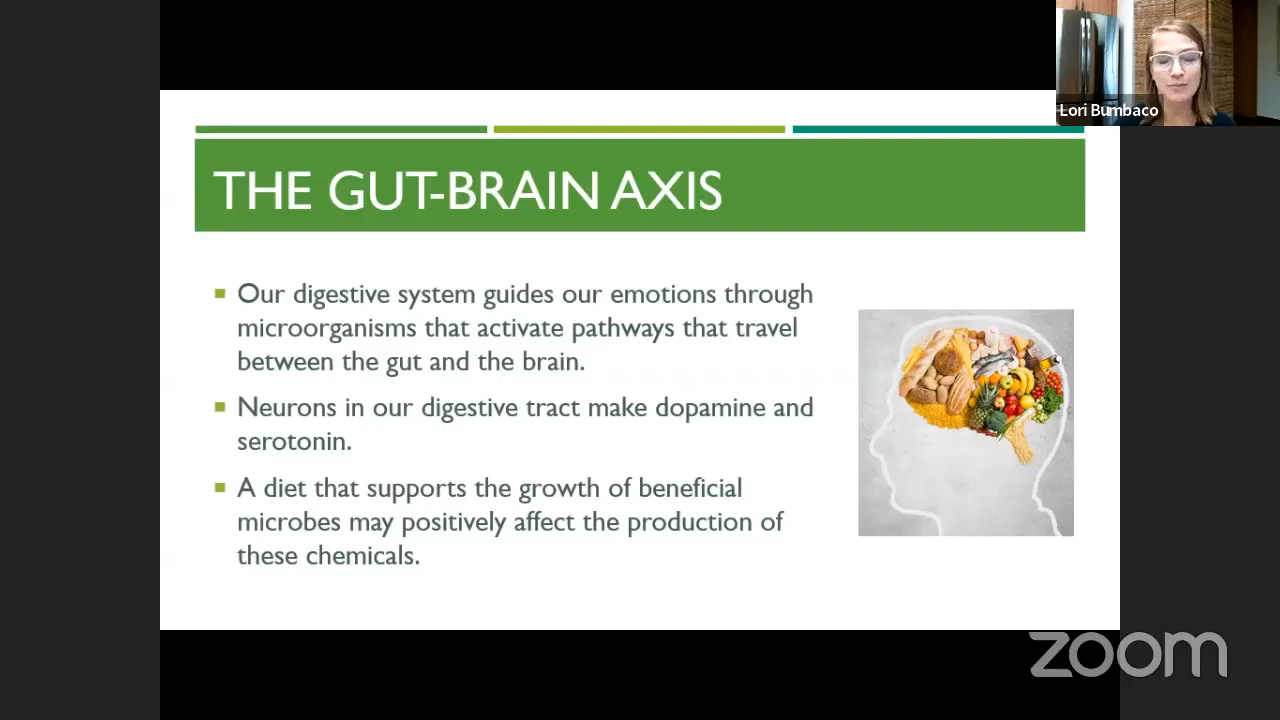 Lori Bumbaco
THE GUT-BRAIN AXIS
Our digestive system guides our emotions through
microorganisms that activate pathways that travel
between the gut and the brain.
Neurons in our digestive tract make dopamine and
serotonin.
A diet that supports the growth of beneficial
microbes may positively affect the production of
these chemicals.
zoom